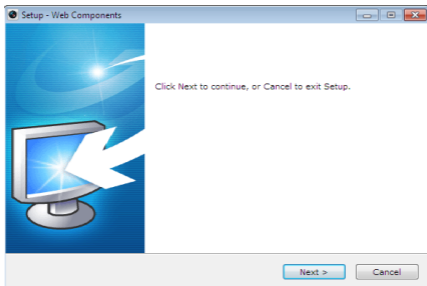 Setup - Web Components
Click Next to continue, or Cancel to exit Setup.
Next >
Cancel